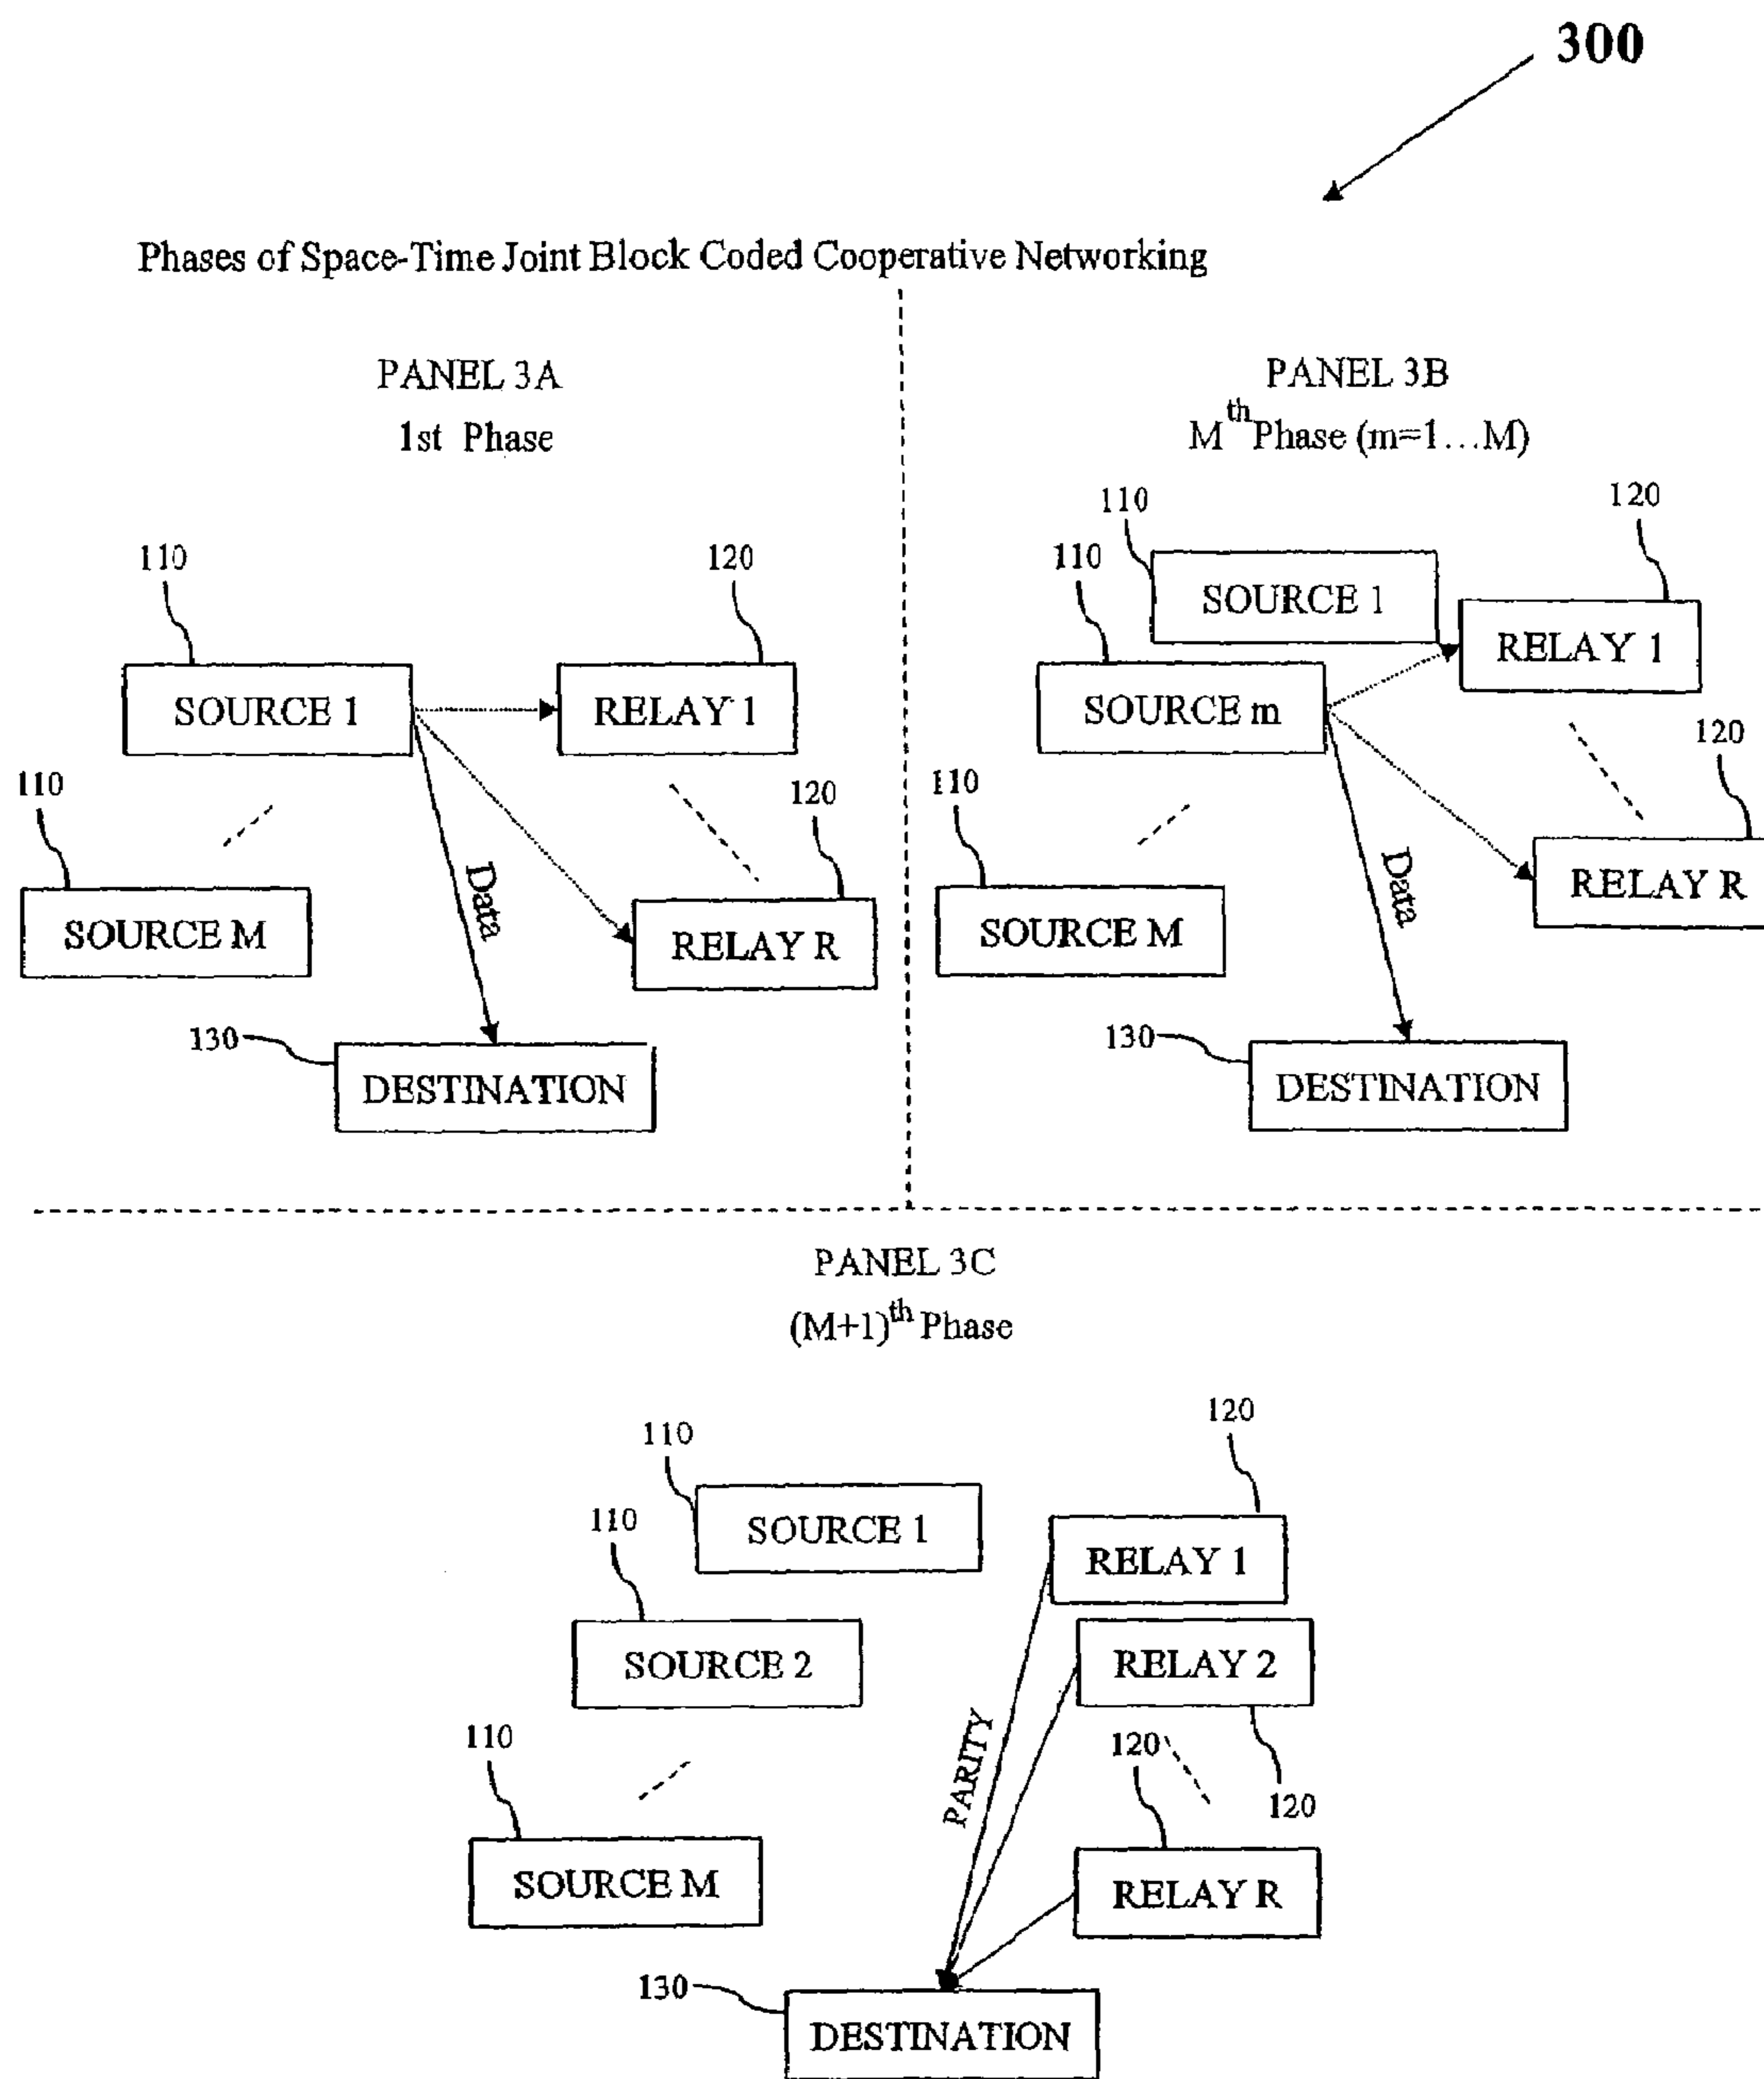 300
Phases of Space-Time Joint Block Coded Cooperative Networking
PANEL 3A
1st Phase
110
120
SOURCE 1
RELAY 1
110
120
SOURCE M
RELAY R
Data
130
DESTINATION
PANEL 3B
M^th Phase (m=1...M)
110
120
110
SOURCE 1
RELAY 1
SOURCE m
120
110
SOURCE M
RELAY R
Data
130
DESTINATION
PANEL 3C
(M+1)^th Phase
120
110
SOURCE 1
RELAY 1
110
SOURCE 2
RELAY 2
110
PARITY
120
120
SOURCE M
RELAY R
130
DESTINATION